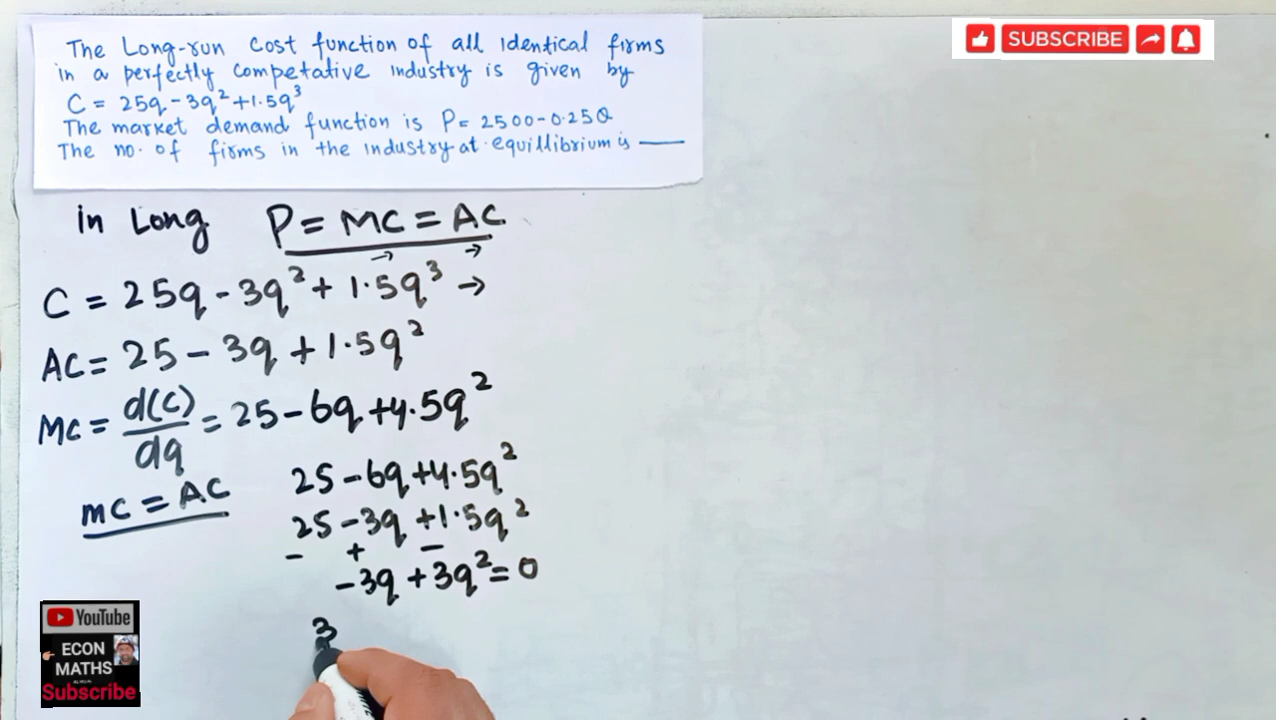 The Long-run cost function of all identical firms
in a perfectly competative industry is given by
C = 25q - 3q² + 1.5q³
The market demand function is P = 2500 - 0.25Q
The no. of firms in the industry at equillibrium is ___
SUBSCRIBE
in Long P = MC = AC
C = 25q - 3q² + 1.5q³ →
AC = 25 - 3q + 1.5q²
MC = d(C)/dq = 25 - 6q + 4.5q²
MC = AC
25 - 6q + 4.5q²
25 - 3q + 1.5q²
- + -
-3q + 3q² = 0
3
YouTube
ECON
MATHS
Subscribe